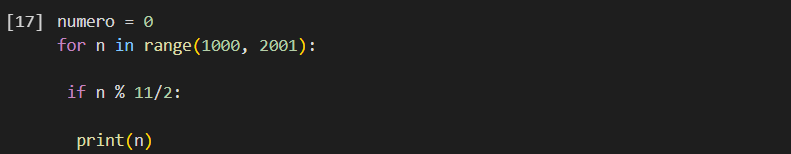 [17] numero = 0
for n in range(1000, 2001):
if n % 11/2:
print(n)